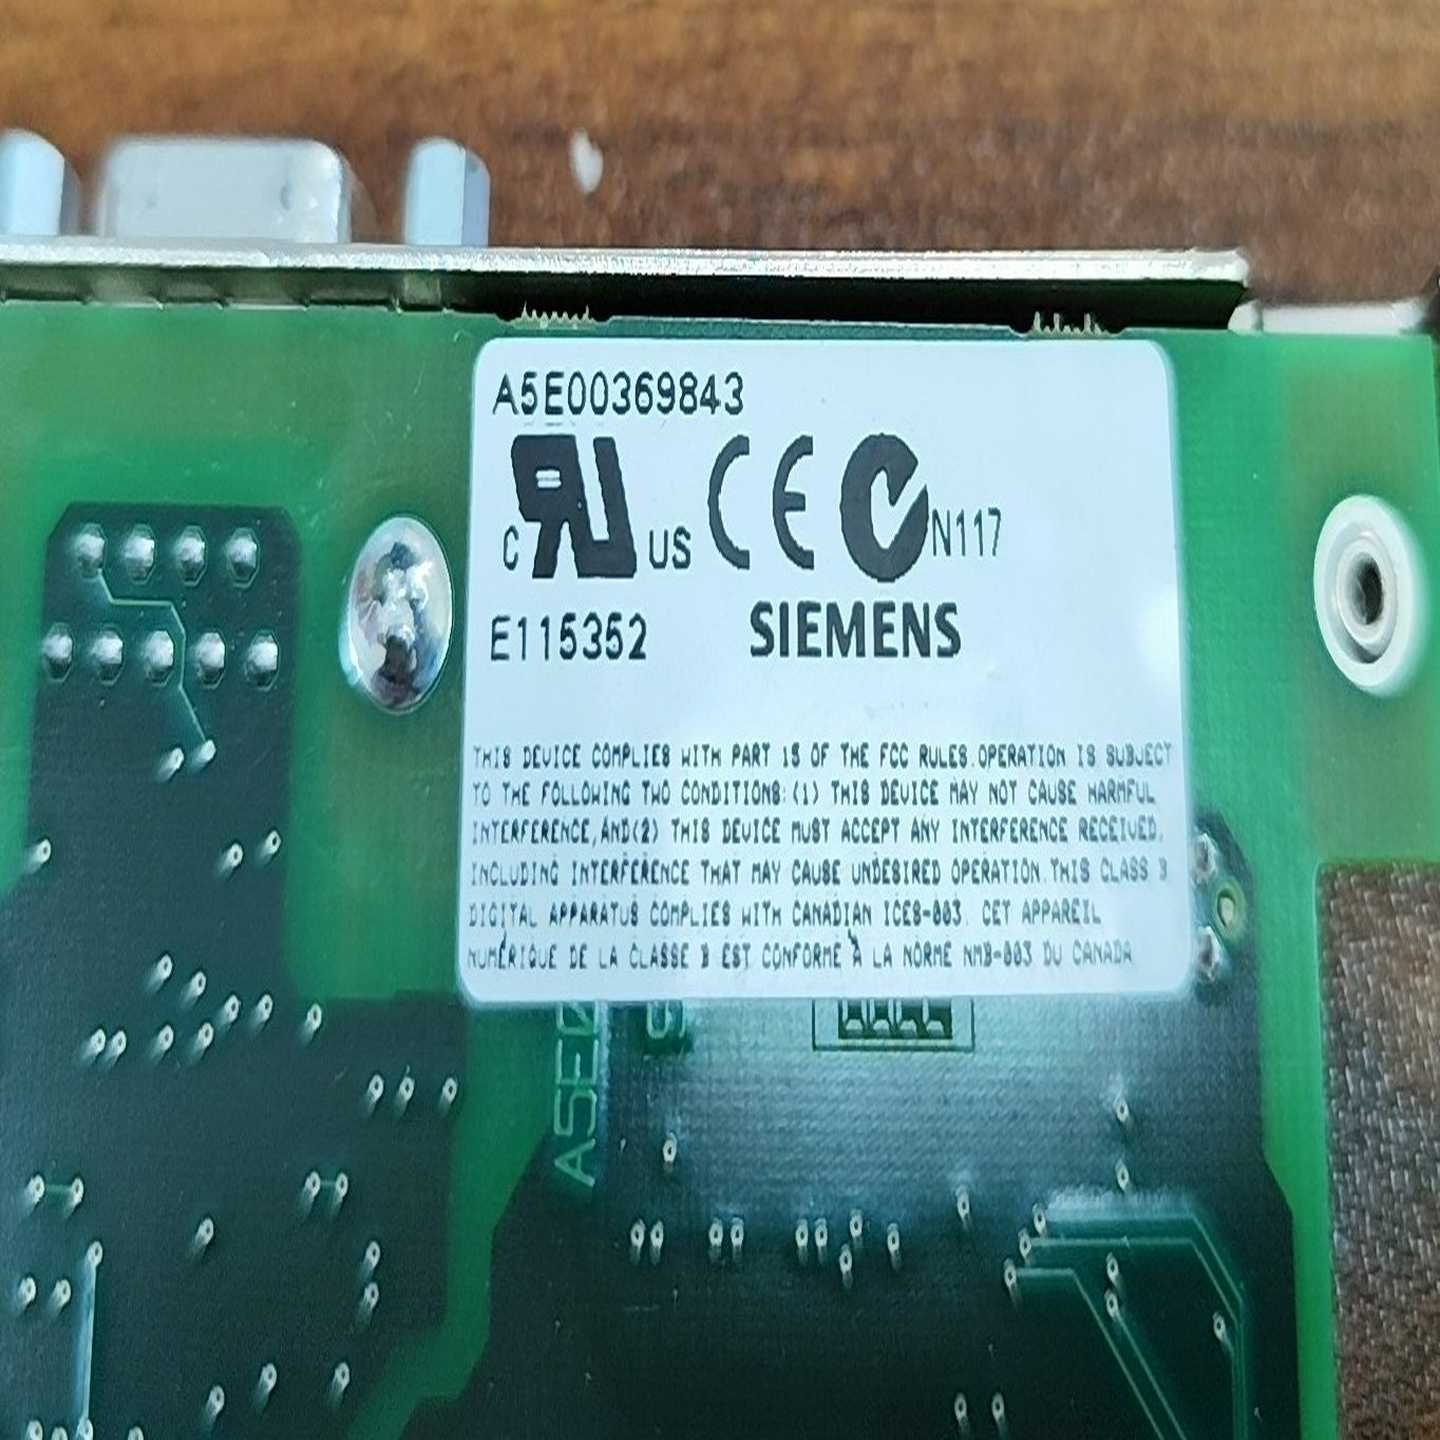 A5E00369843
c RU US CE N117
E115352 SIEMENS
THIS DEVICE COMPLIES WITH PART 15 OF THE FCC RULES.OPERATION IS SUBJECT
TO THE FOLLOWING TWO CONDITIONS:(1) THIS DEVICE MAY NOT CAUSE HARMFUL
INTERFERENCE,AND(2) THIS DEVICE MUST ACCEPT ANY INTERFERENCE RECEIVED,
INCLUDING INTERFERENCE THAT MAY CAUSE UNDESIRED OPERATION.THIS CLASS B
DIGITAL APPARATUS COMPLIES WITH CANADIAN ICES-003. CET APPAREIL
NUMÉRIQUE DE LA CLASSE B EST CONFORME À LA NORME NMB-003 DU CANADA
A5E0